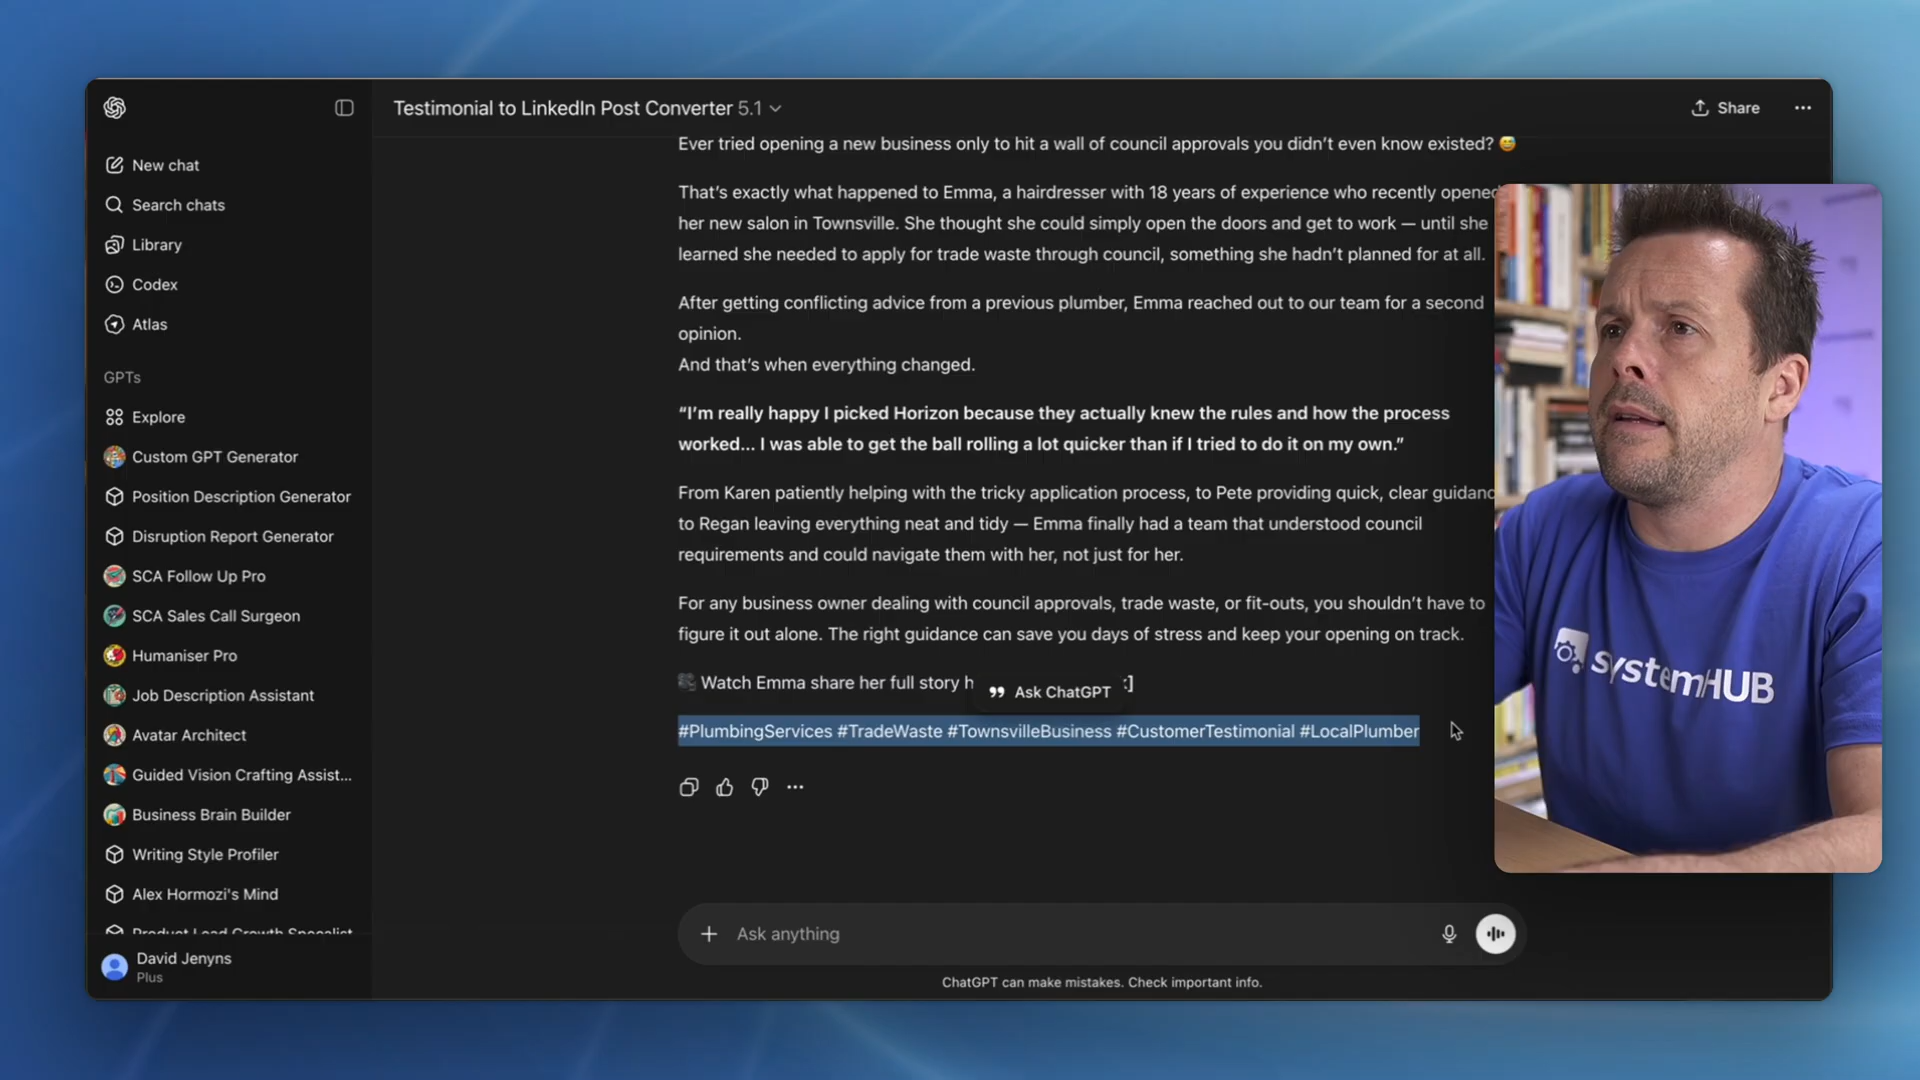 Testimonial to LinkedIn Post Converter 5.1
Share
New chat
Search chats
Library
Codex
Atlas
GPTs
Explore
Custom GPT Generator
Position Description Generator
Disruption Report Generator
SCA Follow Up Pro
SCA Sales Call Surgeon
Humaniser Pro
Job Description Assistant
Avatar Architect
Guided Vision Crafting Assist...
Business Brain Builder
Writing Style Profiler
Alex Hormozi's Mind
Product Lead Growth Specalist
David Jenyns
Plus
Ever tried opening a new business only to hit a wall of council approvals you didn’t even know existed? 😅
That’s exactly what happened to Emma, a hairdresser with 18 years of experience who recently opened
her new salon in Townsville. She thought she could simply open the doors and get to work — until she
learned she needed to apply for trade waste through council, something she hadn’t planned for at all.
After getting conflicting advice from a previous plumber, Emma reached out to our team for a second
opinion.
And that’s when everything changed.
“I’m really happy I picked Horizon because they actually knew the rules and how the process
worked... I was able to get the ball rolling a lot quicker than if I tried to do it on my own.”
From Karen patiently helping with the tricky application process, to Pete providing quick, clear guidanc
to Regan leaving everything neat and tidy — Emma finally had a team that understood council
requirements and could navigate them with her, not just for her.
For any business owner dealing with council approvals, trade waste, or fit-outs, you shouldn’t have to
figure it out alone. The right guidance can save you days of stress and keep your opening on track.
Watch Emma share her full story h
Ask ChatGPT
:]
#PlumbingServices #TradeWaste #TownsvilleBusiness #CustomerTestimonial #LocalPlumber
Ask anything
ChatGPT can make mistakes. Check important info.
systemHUB